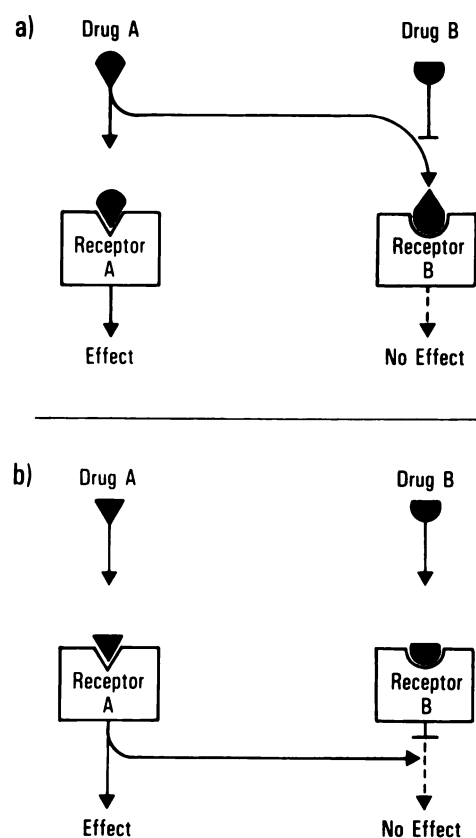 a)
Drug A
Drug B
Receptor
A
Receptor
B
Effect
No Effect
b)
Drug A
Drug B
Receptor
A
Receptor
B
Effect
No Effect